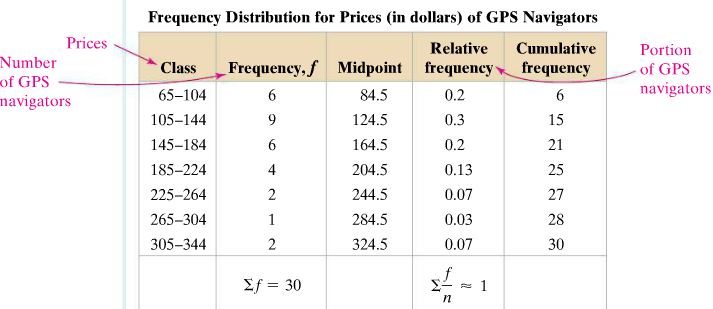 Frequency Distribution for Prices (in dollars) of GPS Navigators
Prices
Number
of GPS
navigators
Portion
of GPS
navigators
Class Frequency, f Midpoint Relative frequency Cumulative frequency
65–104 6 84.5 0.2 6
105–144 9 124.5 0.3 15
145–184 6 164.5 0.2 21
185–224 4 204.5 0.13 25
225–264 2 244.5 0.07 27
265–304 1 284.5 0.03 28
305–344 2 324.5 0.07 30
Σf = 30 Σ f/n ≈ 1